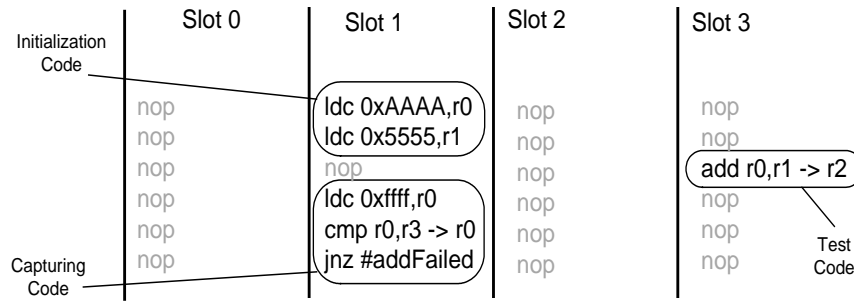 Slot 0 Slot 1 Slot 2 Slot 3
Initialization
Code
nop ldc 0xAAAA,r0 nop nop
nop ldc 0x5555,r1 nop nop
nop nop nop add r0,r1 -> r2
nop ldc 0xffff,r0 nop nop
nop cmp r0,r3 -> r0 nop nop
nop jnz #addFailed nop nop
Test
Code
Capturing
Code